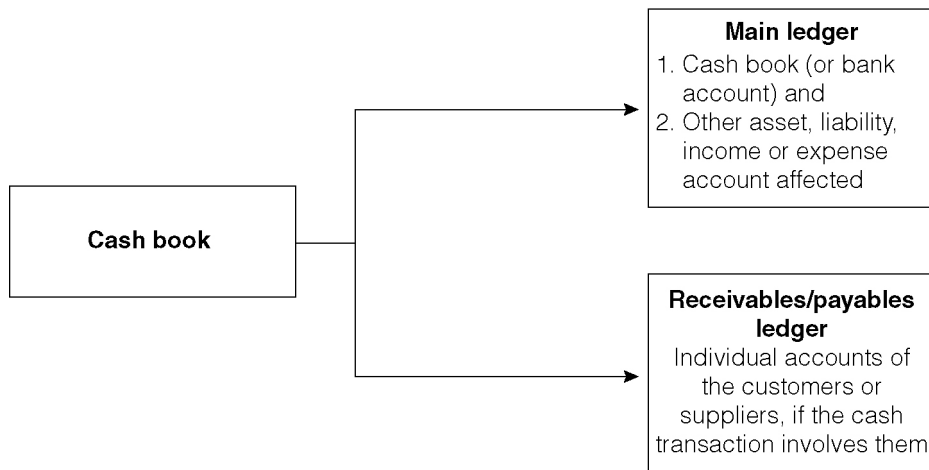 Main ledger
1. Cash book (or bank
account) and
2. Other asset, liability,
income or expense
account affected
Cash book
Receivables/payables
ledger
Individual accounts of
the customers or
suppliers, if the cash
transaction involves them